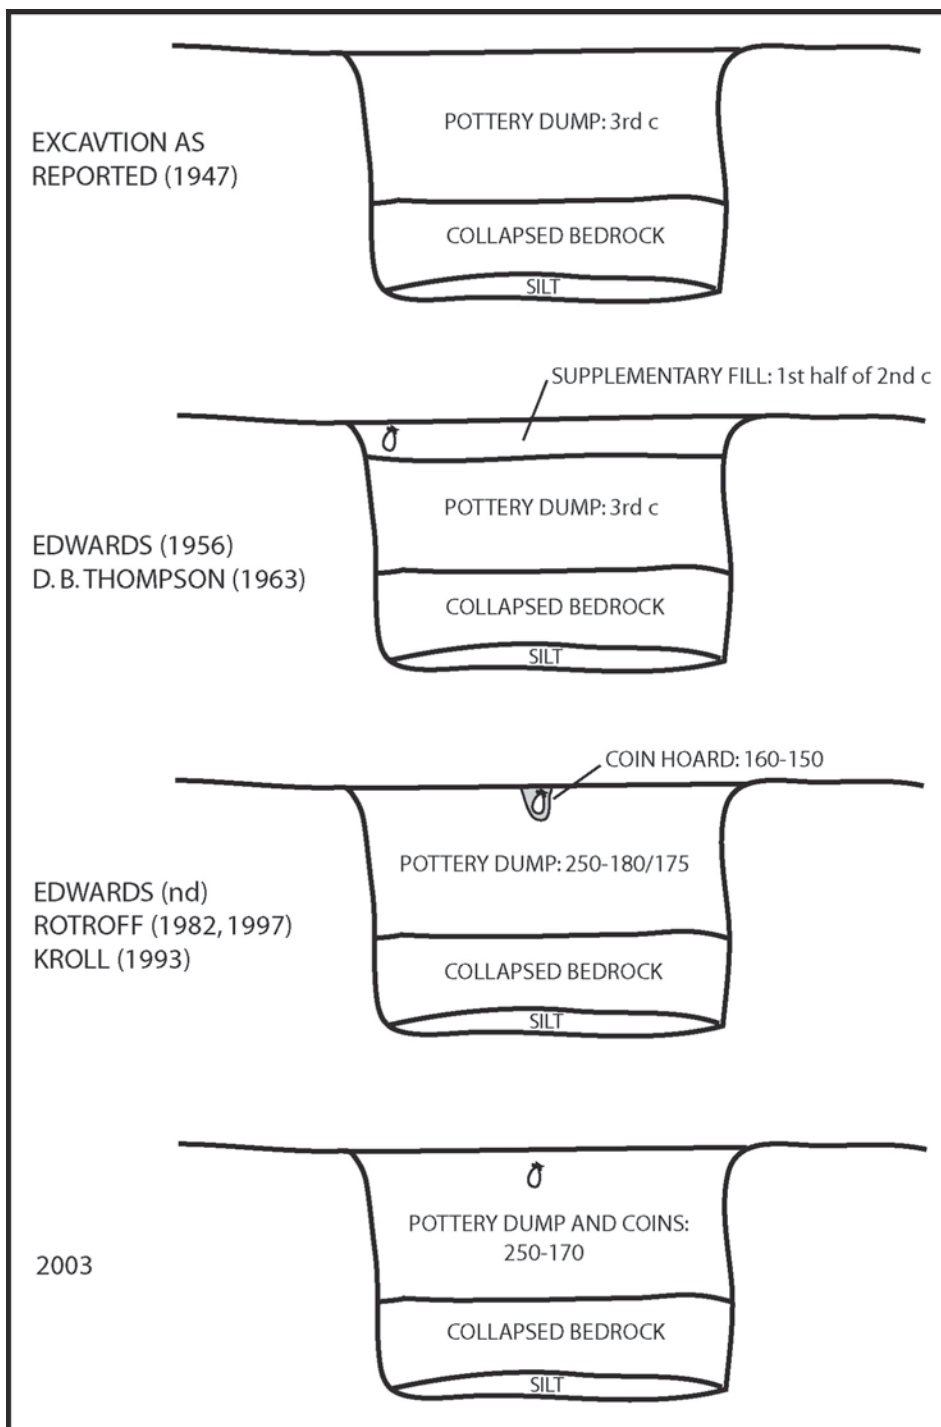 EXCAVTION AS
REPORTED (1947)
POTTERY DUMP: 3rd c
COLLAPSED BEDROCK
SILT
SUPPLEMENTARY FILL: 1st half of 2nd c
EDWARDS (1956)
D. B. THOMPSON (1963)
POTTERY DUMP: 3rd c
COLLAPSED BEDROCK
SILT
COIN HOARD: 160-150
EDWARDS (nd)
ROTROFF (1982, 1997)
KROLL (1993)
POTTERY DUMP: 250-180/175
COLLAPSED BEDROCK
SILT
2003
POTTERY DUMP AND COINS:
250-170
COLLAPSED BEDROCK
SILT